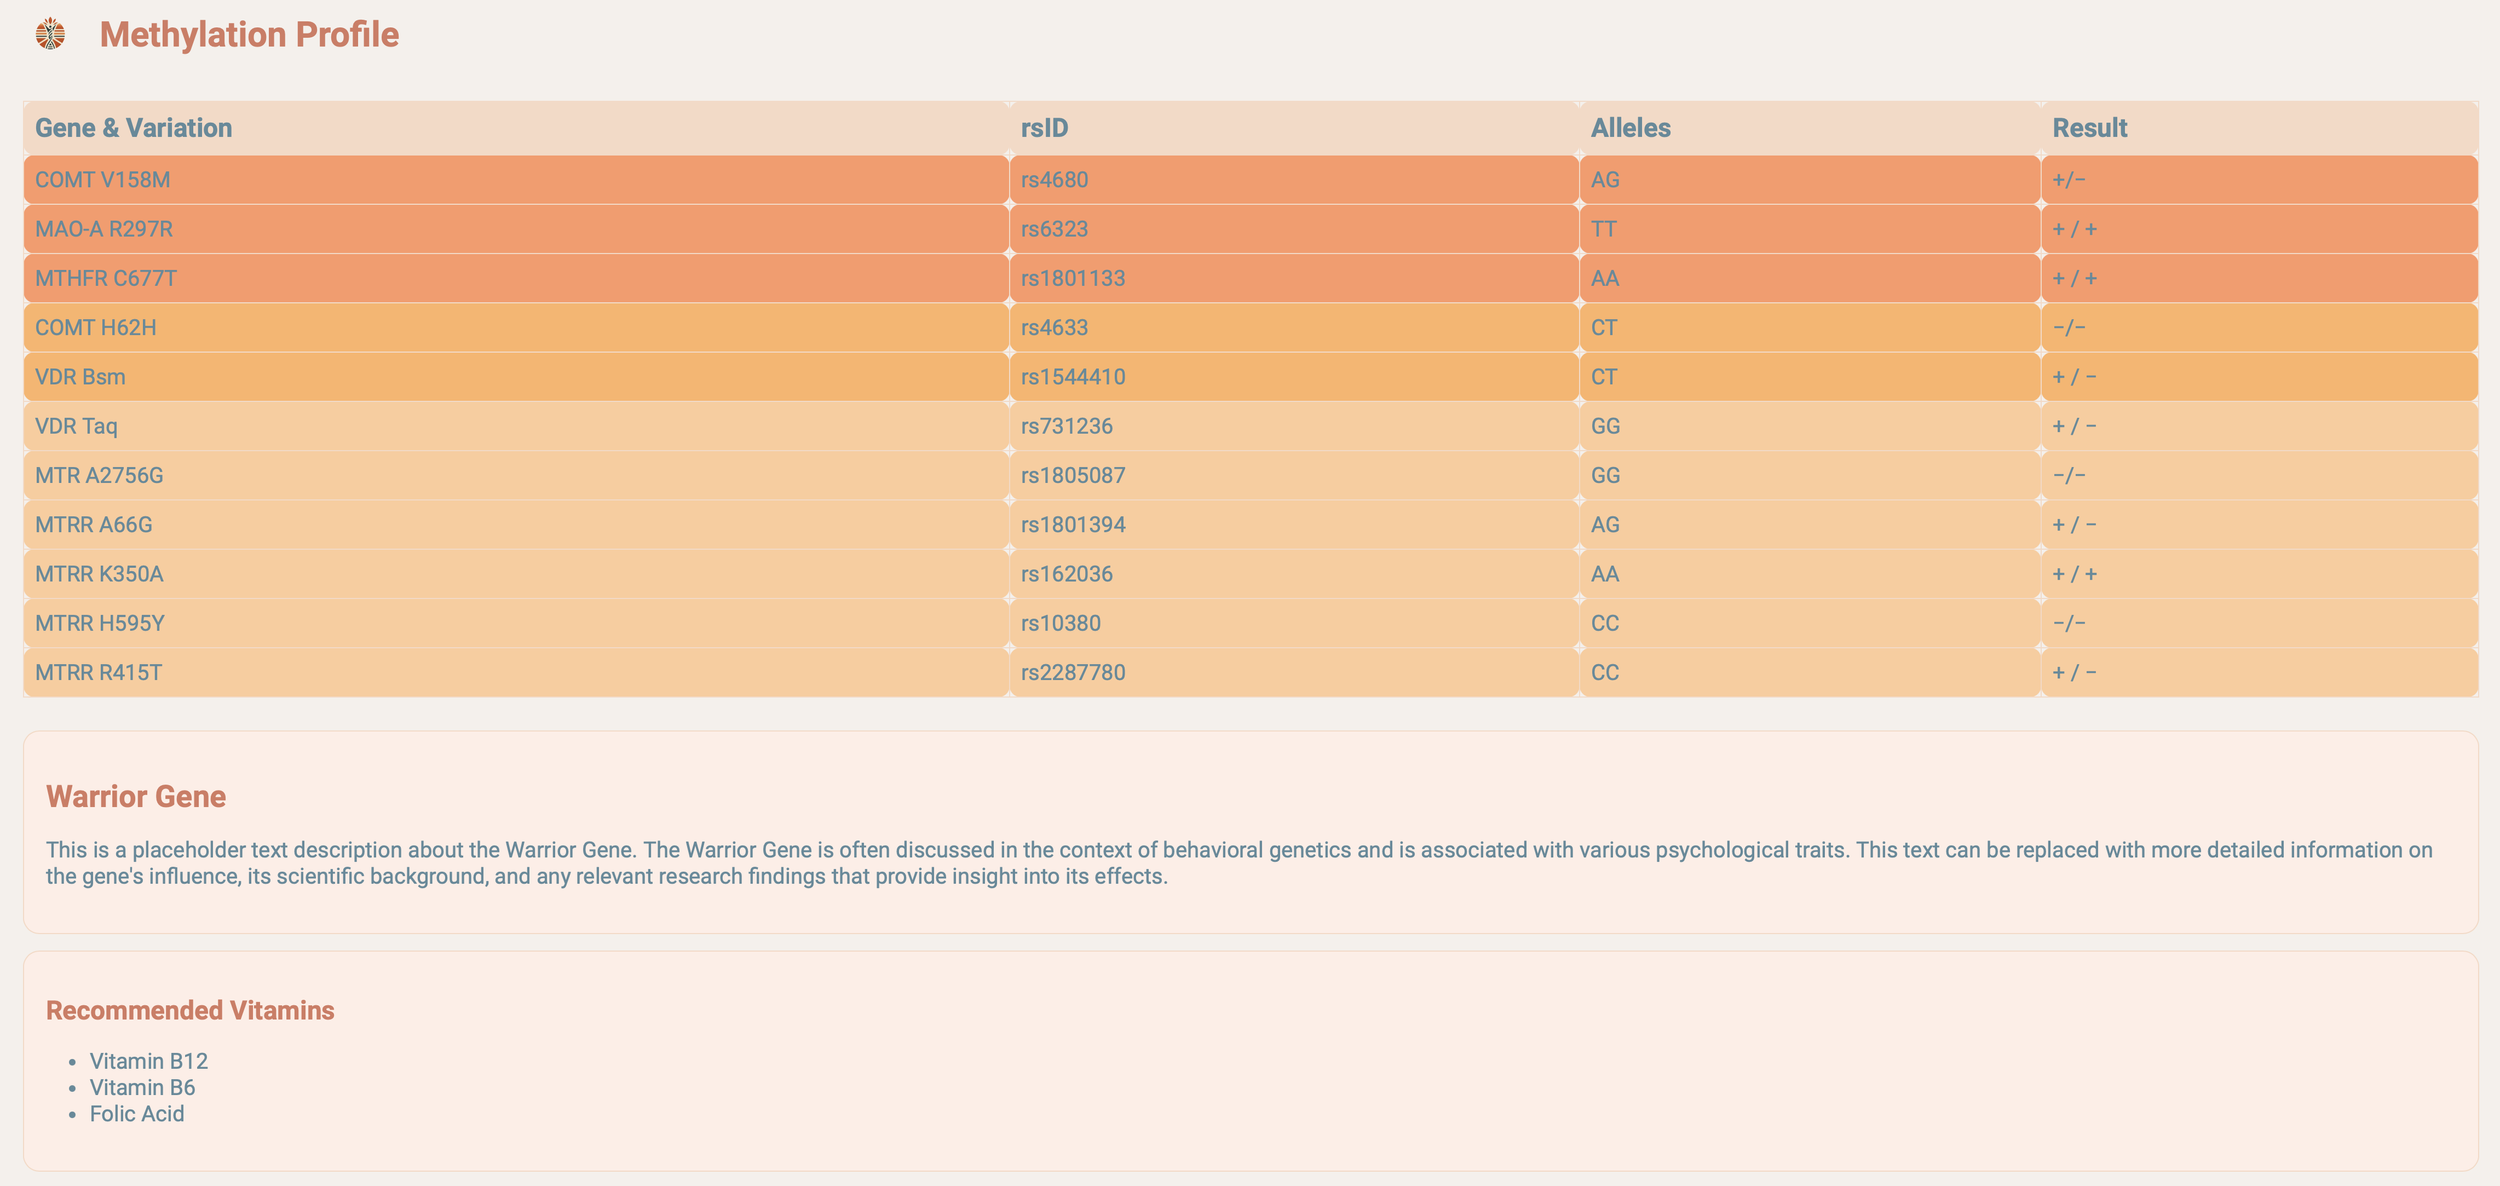 Methylation Profile
Gene & Variation rsID Alleles Result
COMT V158M rs4680 AG +/−
MAO-A R297R rs6323 TT + / +
MTHFR C677T rs1801133 AA + / +
COMT H62H rs4633 CT −/−
VDR Bsm rs1544410 CT + / −
VDR Taq rs731236 GG + / −
MTR A2756G rs1805087 GG −/−
MTRR A66G rs1801394 AG + / −
MTRR K350A rs162036 AA + / +
MTRR H595Y rs10380 CC −/−
MTRR R415T rs2287780 CC + / −
Warrior Gene
This is a placeholder text description about the Warrior Gene. The Warrior Gene is often discussed in the context of behavioral genetics and is associated with various psychological traits. This text can be replaced with more detailed information on
the gene's influence, its scientific background, and any relevant research findings that provide insight into its effects.
Recommended Vitamins
• Vitamin B12
• Vitamin B6
• Folic Acid